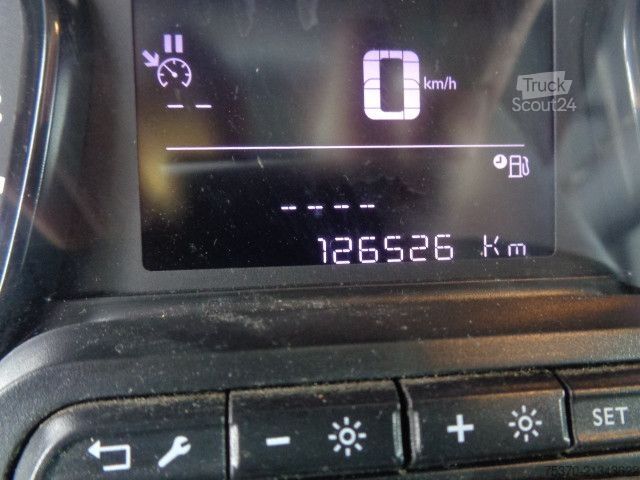 0 km/h
Truck
Scout24
-- --
-- -- -- --
126526 Km
- + SET